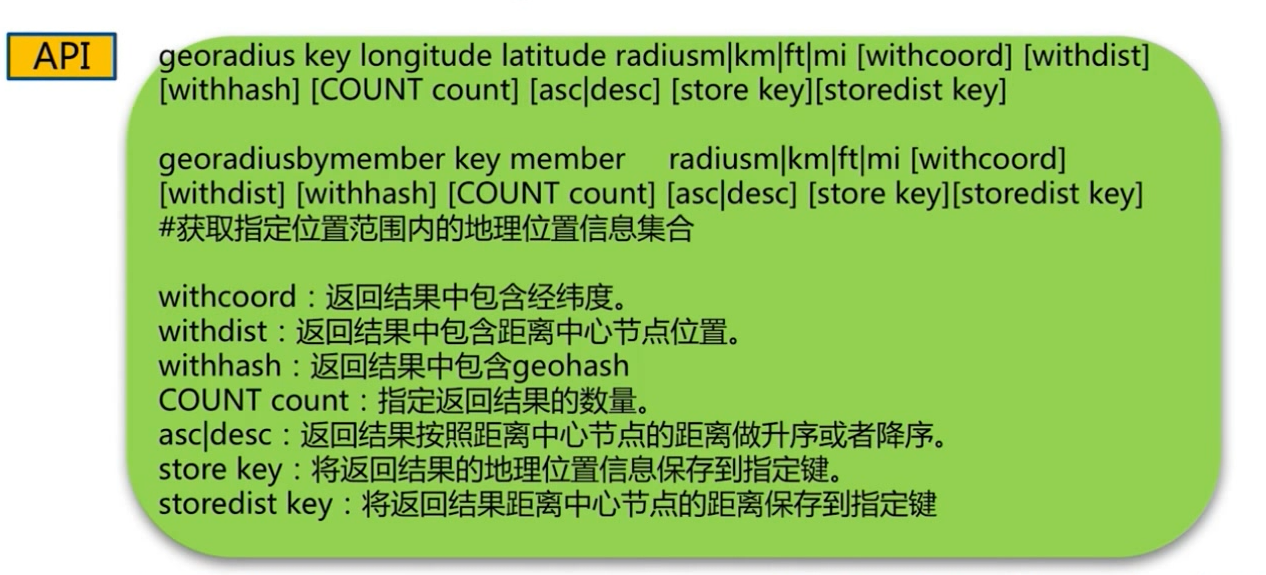 API
georadius key longitude latitude radiusm|km|ft|mi [withcoord] [withdist]
[withhash] [COUNT count] [asc|desc] [store key][storedist key]
georadiusbymember key member radiusm|km|ft|mi [withcoord]
[withdist] [withhash] [COUNT count] [asc|desc] [store key][storedist key]
#获取指定位置范围内的地理位置信息集合
withcoord：返回结果中包含经纬度。
withdist：返回结果中包含距离中心节点位置。
withhash：返回结果中包含geohash
COUNT count：指定返回结果的数量。
asc|desc：返回结果按照距离中心节点的距离做升序或者降序。
store key：将返回结果的地理位置信息保存到指定键。
storedist key：将返回结果距离中心节点的距离保存到指定键